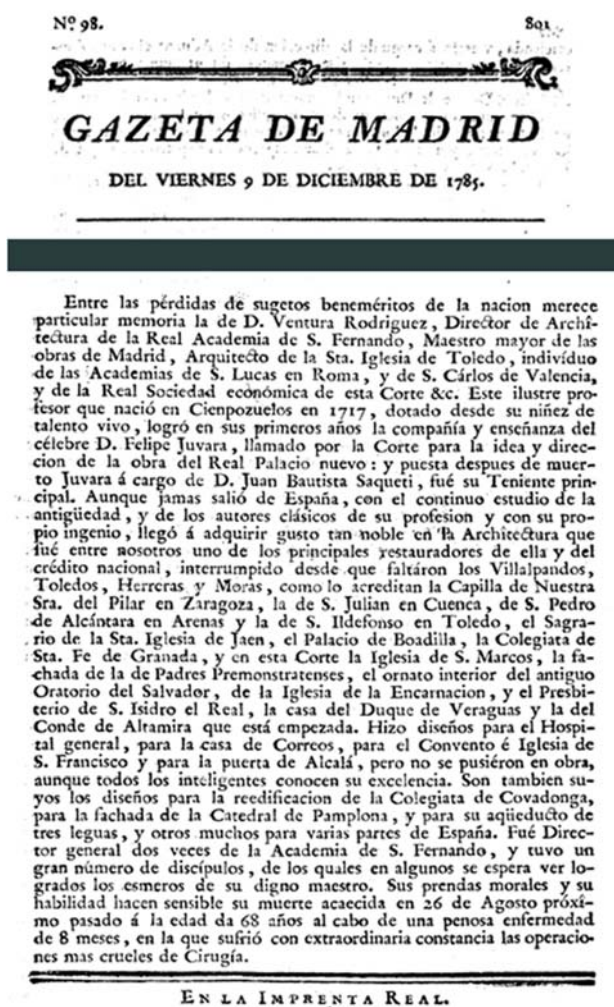 Nº 98.
801
GAZETA DE MADRID
DEL VIERNES 9 DE DICIEMBRE DE 1785.
Entre las pérdidas de sugetos beneméritos de la nacion merece
particular memoria la de D. Ventura Rodriguez, Director de Archi-
tectura de la Real Academia de S. Fernando, Maestro mayor de las
obras de Madrid, Arquitecto de la Sta. Iglesia de Toledo, indivíduo
de las Academias de S. Lucas en Roma, y de S. Cárlos de Valencia,
y de la Real Sociedad económica de esta Corte &c. Este ilustre pro-
fesor que nació en Cienpozuelos en 1717, dotado desde su niñez de
talento vivo, logró en sus primeros años la compañía y enseñanza del
célebre D. Felipe Juvara, llamado por la Corte para la idea y direc-
cion de la obra del Real Palacio nuevo: y puesta despues de muer-
to Juvara á cargo de D. Juan Bautista Saqueti, fué su Teniente prin-
cipal. Aunque jamas salió de España, con el continuo estudio de la
antigüedad, y de los autores clásicos de su profesion y con su pro-
pio ingenio, llegó á adquirir gusto tan noble en la Architectura que
fué entre nosotros uno de los principales restauradores de ella y del
crédito nacional, interrumpido desde que faltáron los Villalpandos,
Toledos, Herreras y Moras, como lo acreditan la Capilla de Nuestra
Sra. del Pilar en Zaragoza, la de S. Julian en Cuenca, de S. Pedro
de Alcántara en Arenas y la de S. Ildefonso en Toledo, el Sagra-
rio de la Sta. Iglesia de Jaen, el Palacio de Boadilla, la Colegiata de
Sta. Fe de Granada, y en esta Corte la Iglesia de S. Marcos, la fa-
chada de la de Padres Premonstratenses, el ornato interior del antiguo
Oratorio del Salvador, de la Iglesia de la Encarnacion, y el Presbi-
terio de S. Isidro el Real, la casa del Duque de Veraguas y la del
Conde de Altamira que está empezada. Hizo diseños para el Hospi-
tal general, para la casa de Correos, para el Convento é Iglesia de
S. Francisco y para la puerta de Alcalá, pero no se pusiéron en obra,
aunque todos los inteligentes conocen su excelencia. Son tambien su-
yos los diseños para la reedificacion de la Colegiata de Covadonga,
para la fachada de la Catedral de Pamplona, y para su aqüeducto de
tres leguas, y otros muchos para varias partes de España. Fué Direc-
tor general dos veces de la Academia de S. Fernando, y tuvo un
gran número de discípulos, de los quales en algunos se espera ver lo-
grados los esmeros de su digno maestro. Sus prendas morales y su
habilidad hacen sensible su muerte acaecida en 26 de Agosto próxi-
mo pasado á la edad da 68 años al cabo de una penosa enfermedad
de 8 meses, en la que sufrió con extraordinaria constancia las operacio-
nes mas crueles de Cirugía.
EN LA IMPRENTA REAL.